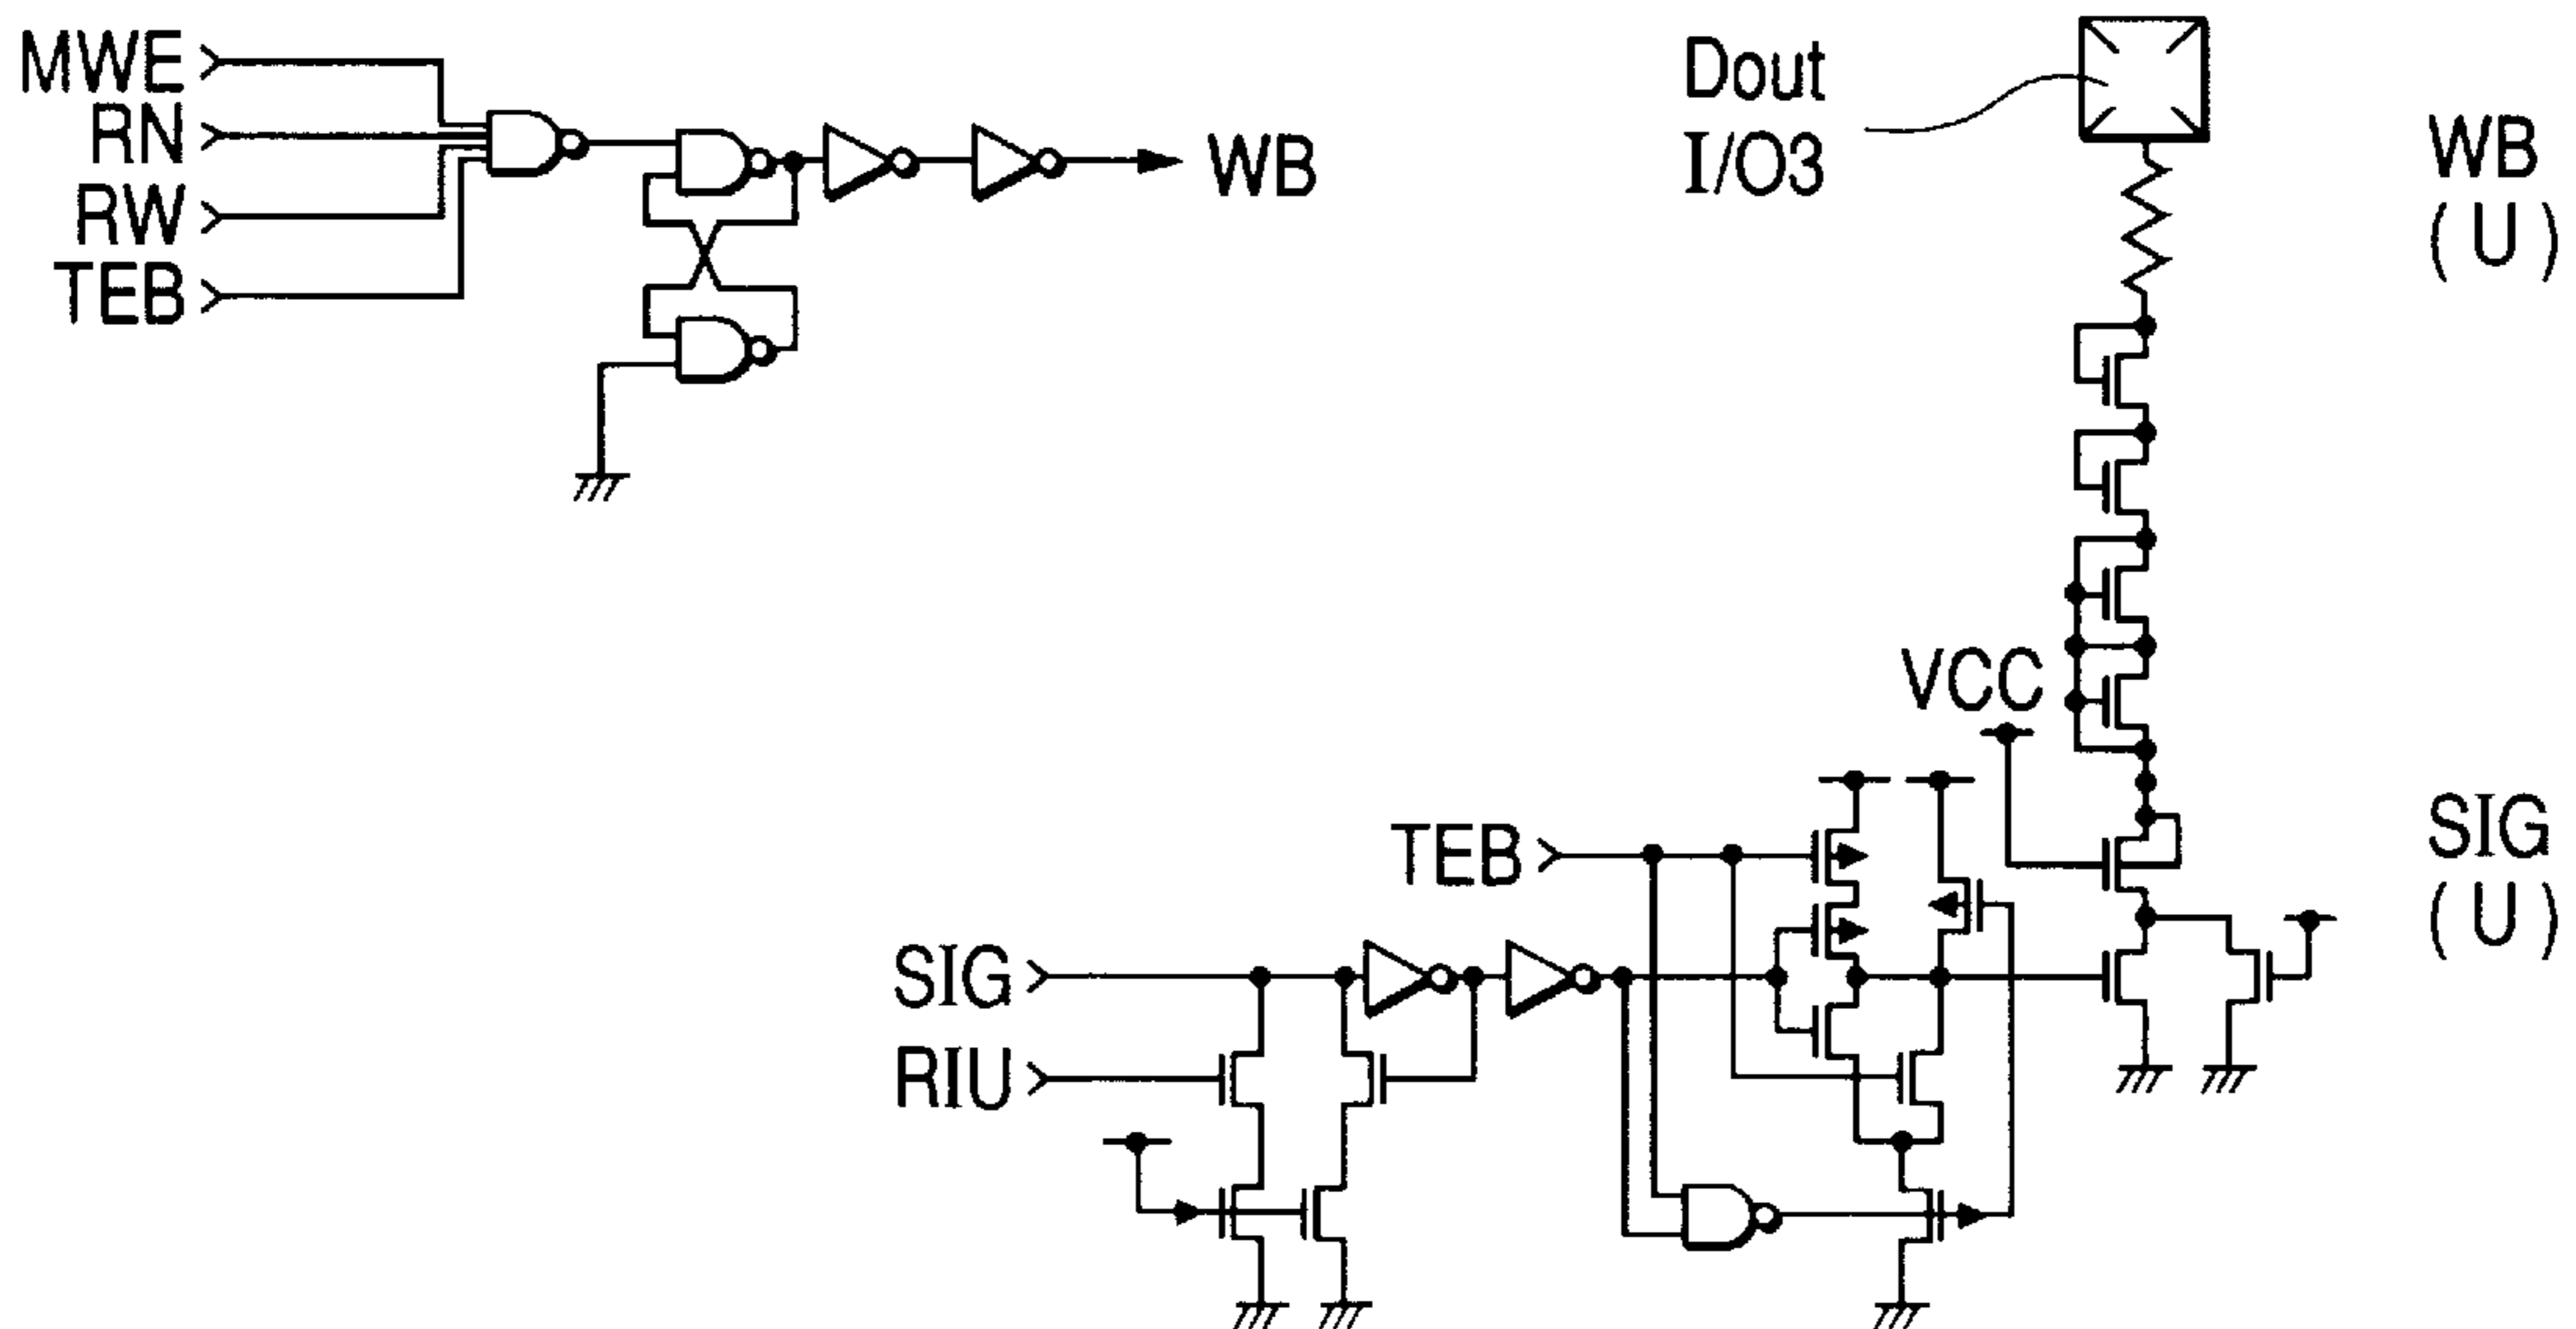 MWE
RN
RW
TEB
WB
Dout
I/O3
WB
( U )
VCC
TEB
SIG
RIU
SIG
( U )